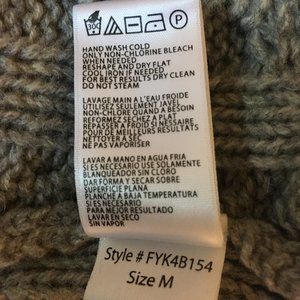 30C
P
HAND WASH COLD
ONLY NON-CHLORINE BLEACH
WHEN NEEDED
RESHAPE AND DRY FLAT
COOL IRON IF NEEDED
FOR BEST RESULTS DRY CLEAN
DO NOT STEAM
LAVAGE MAIN A L'EAU FROIDE
UTILISEZ SEULEMENT JAVEL
NON-CHLORE QUAND BESOIN
REFORMEZ SÉCHEZ A PLAT
REPASSER A FROID SI BESOIN
POUR DE MEILLEURS RESULTATS
NETTOYER A SEC
NE PAS VAPORISER
LAVAR A MANO EN AGUA FRIA
SI ES NECESARIO USE SOLAMENTE
BLANQUEADOR SIN CLORO
DAR FORMA Y SECAR SOBRE
SUPERFICIE PLANA
PLANCHE A BAJA TEMPERATURA
SI ES NECESARIO
PARA MEJOR RESULTADO
LAVAR EN SECO
SIN VAPOR
Style # FYK4B154
Size M